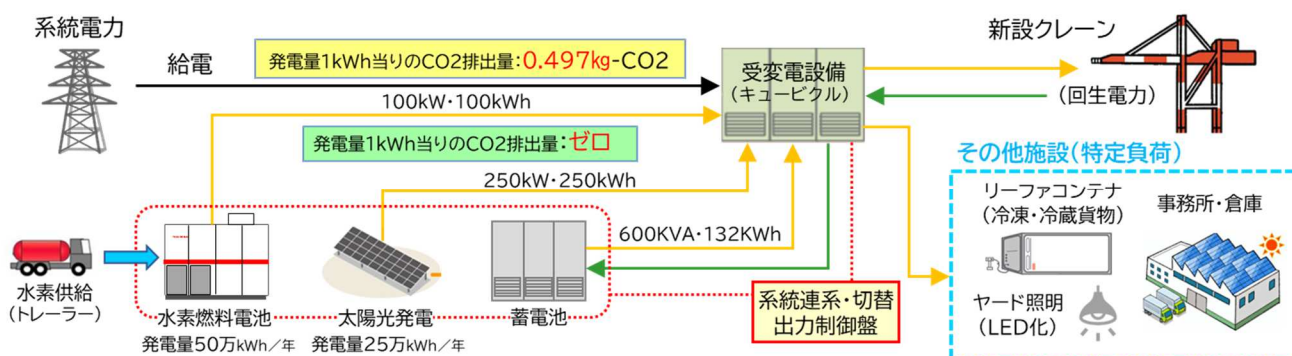 系統電力
給電
発電量1kWh当りのCO2排出量:0.497kg-CO2
受変電設備
(キュービクル)
新設クレーン
(回生電力)
100kW・100kWh
発電量1kWh当りのCO2排出量:ゼロ
250kW・250kWh
600KVA・132KWh
その他施設(特定負荷)
リーファコンテナ
(冷凍・冷蔵貨物)
事務所・倉庫
ヤード照明
(LED化)
水素供給
(トレーラー)
水素燃料電池
発電量50万kWh/年
太陽光発電
発電量25万kWh/年
蓄電池
系統連系・切替
出力制御盤